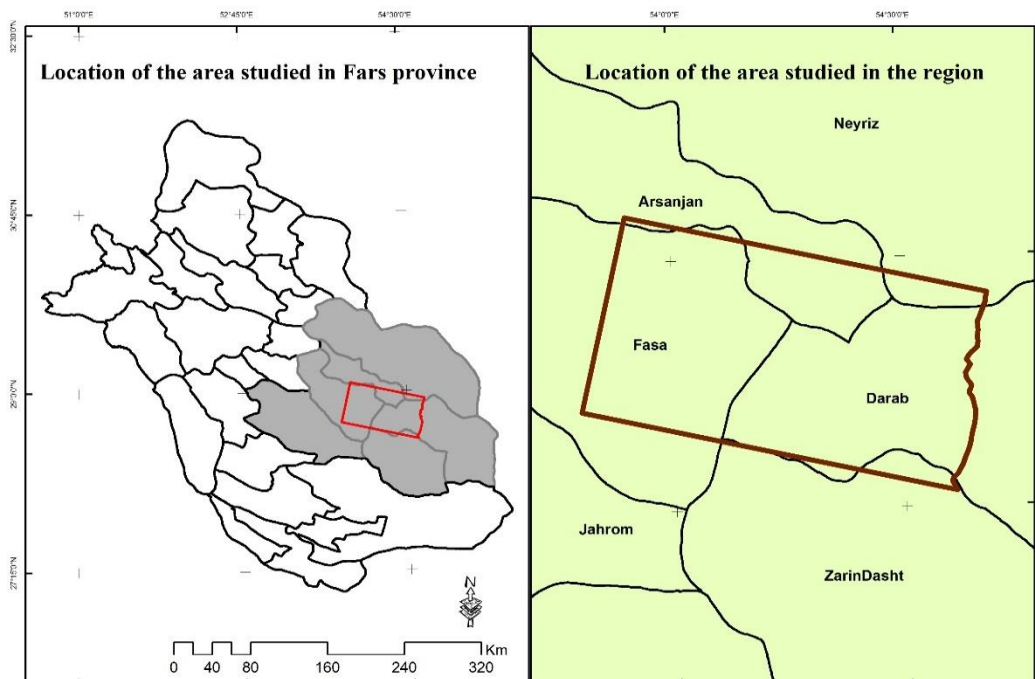 51°0'0"E 52°45'0"E 54°30'0"E
54°0'0"E 54°30'0"E
32°30'0"N
30°45'0"N
29°0'0"N
27°15'0"N
Location of the area studied in Fars province
N
Km
0 40 80 160 240 320
Location of the area studied in the region
Neyriz
Arsanjan
Fasa
Darab
Jahrom
ZarinDasht